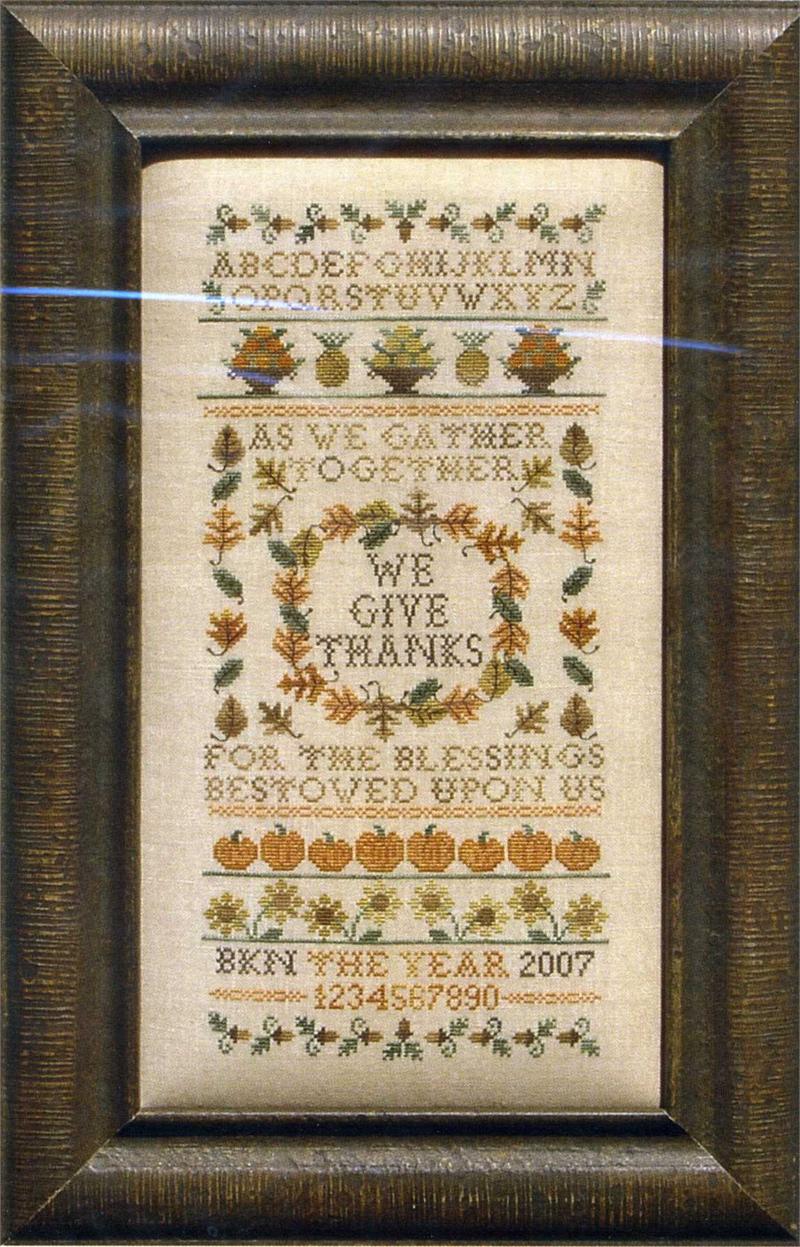 ABCDEFGHIJKLMN
OPQRSTUVWXYZ
AS WE GATHER
TOGETHER
WE
GIVE
THANKS
FOR THE BLESSINGS
BESTOVED UPON US
BKN THE YEAR 2007
1234567890